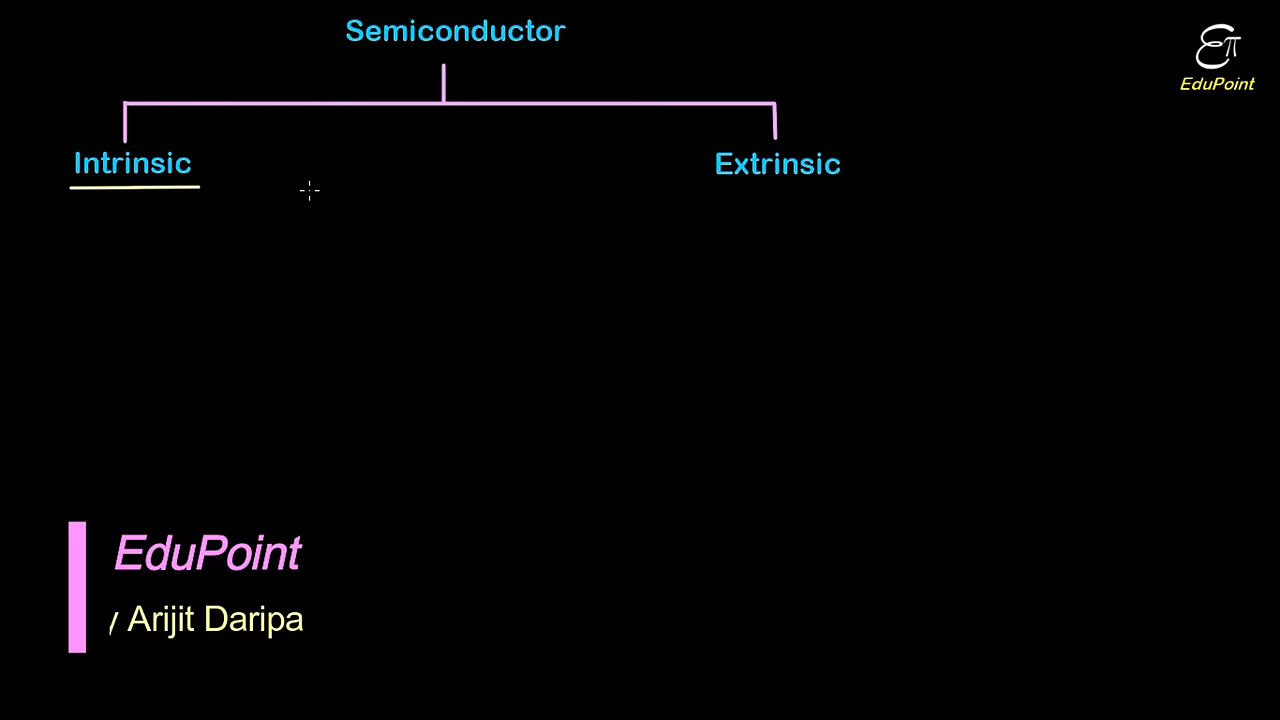 Semiconductor
EduPoint
Intrinsic
Extrinsic
EduPoint
Arijit Daripa